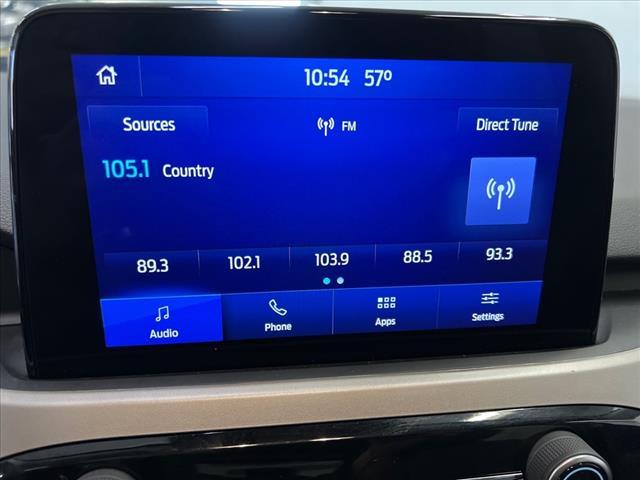 10:54 57º
Sources FM Direct Tune
105.1 Country
89.3 102.1 103.9 88.5 93.3
Audio Phone Apps Settings